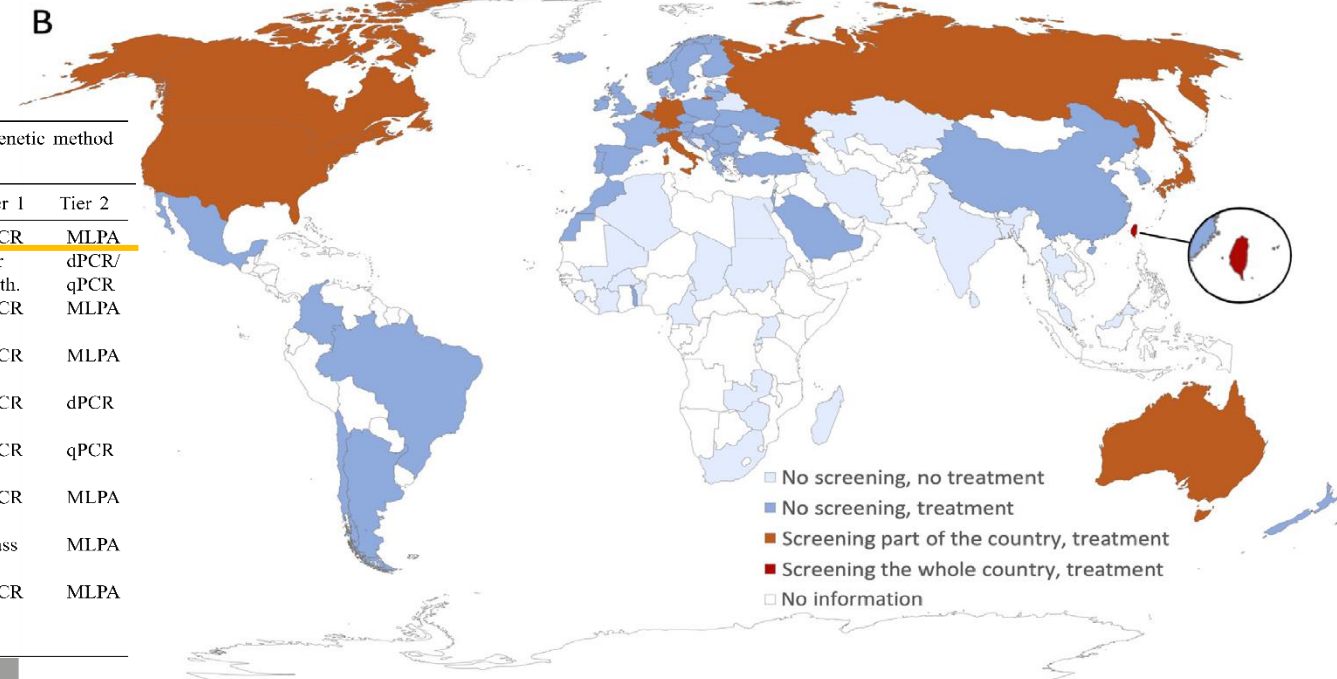 B
enetic method
er 1 Tier 2
CR MLPA
r dPCR/
th. qPCR
CR MLPA
CR MLPA
CR dPCR
CR qPCR
CR MLPA
ass MLPA
CR MLPA
No screening, no treatment
No screening, treatment
Screening part of the country, treatment
Screening the whole country, treatment
No information